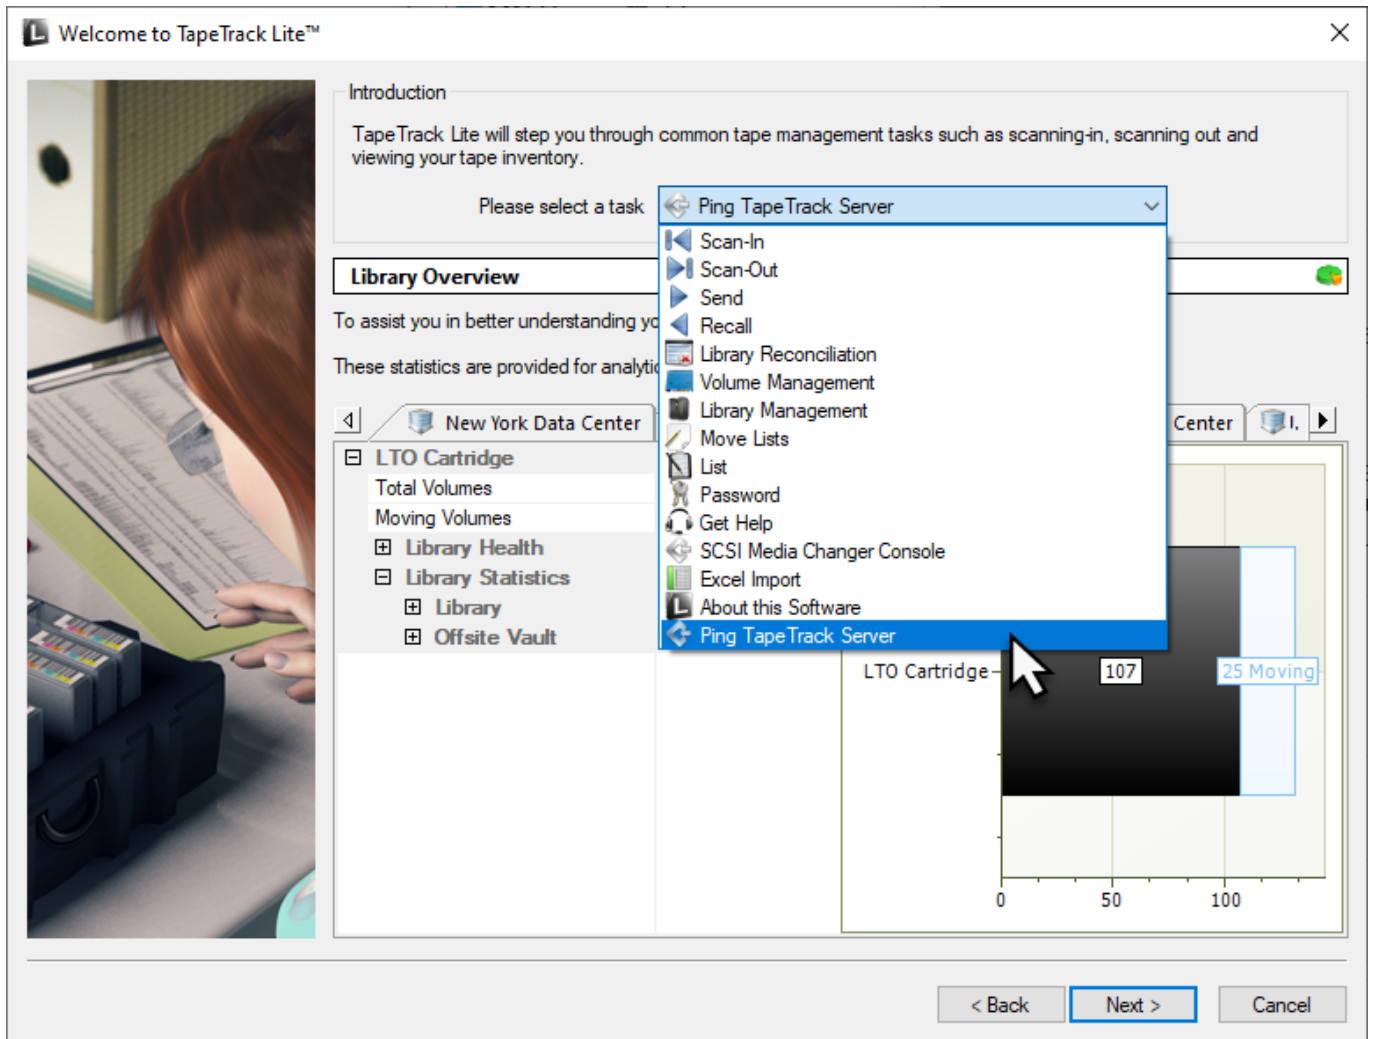 Welcome to TapeTrack Lite™
Introduction
TapeTrack Lite will step you through common tape management tasks such as scanning-in, scanning out and
viewing your tape inventory.
Please select a task
Ping TapeTrack Server
Scan-In
Scan-Out
Send
Recall
Library Reconciliation
Volume Management
Library Management
Move Lists
List
Password
Get Help
SCSI Media Changer Console
Excel Import
About this Software
Ping TapeTrack Server
Library Overview
To assist you in better understanding
These statistics are provided for
New York Data Center
Center
LTO Cartridge
Total Volumes
Moving Volumes
Library Health
Library Statistics
Library
Offsite Vault
LTO Cartridge
107
25 Moving
0 50 100
< Back Next > Cancel